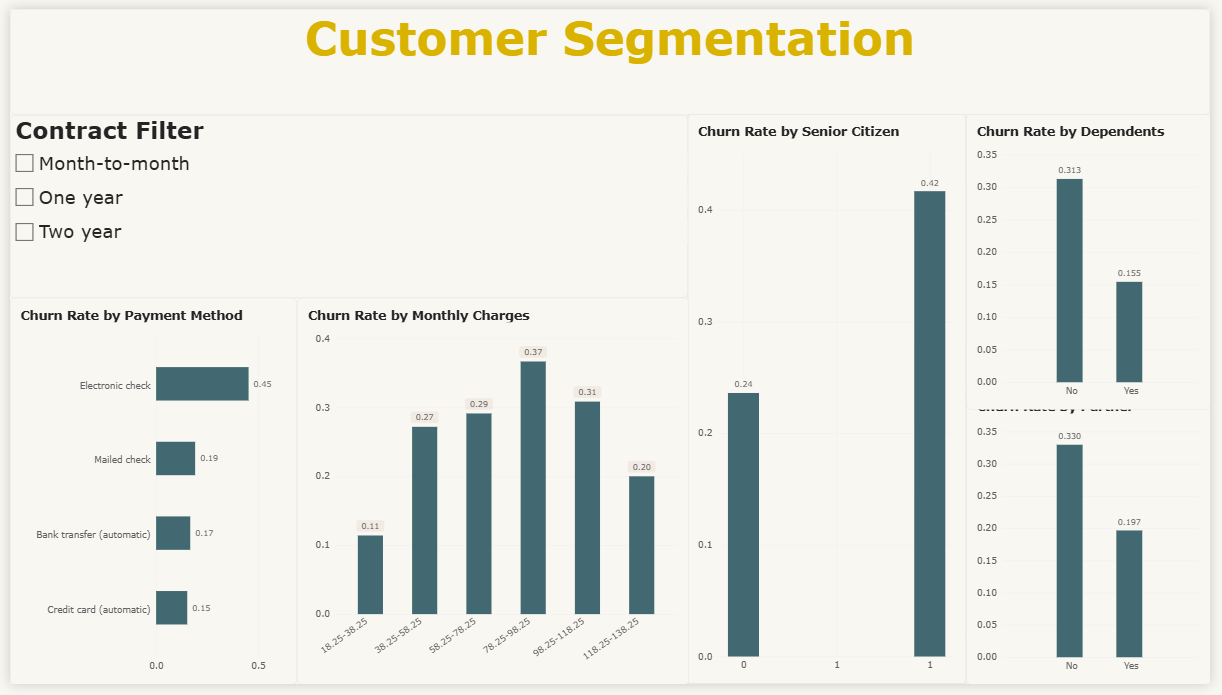 Customer Segmentation
Contract Filter
Month-to-month
One year
Two year
Churn Rate by Payment Method
Electronic check
0.45
Mailed check
0.19
Bank transfer (automatic)
0.17
Credit card (automatic)
0.15
0.0 0.5
Churn Rate by Monthly Charges
0.4
0.3
0.2
0.1
0.0
0.11
0.27
0.29
0.37
0.31
0.20
18.25-38.25
38.25-58.25
58.25-78.25
78.25-98.25
98.25-118.25
118.25-138.25
Churn Rate by Senior Citizen
0.4
0.3
0.2
0.1
0.0
0.24
0.42
0 1 1
Churn Rate by Dependents
0.35
0.30
0.25
0.20
0.15
0.10
0.05
0.00
0.313
0.155
No Yes
Churn Rate by Partner
0.35
0.30
0.25
0.20
0.15
0.10
0.05
0.00
0.330
0.197
No Yes